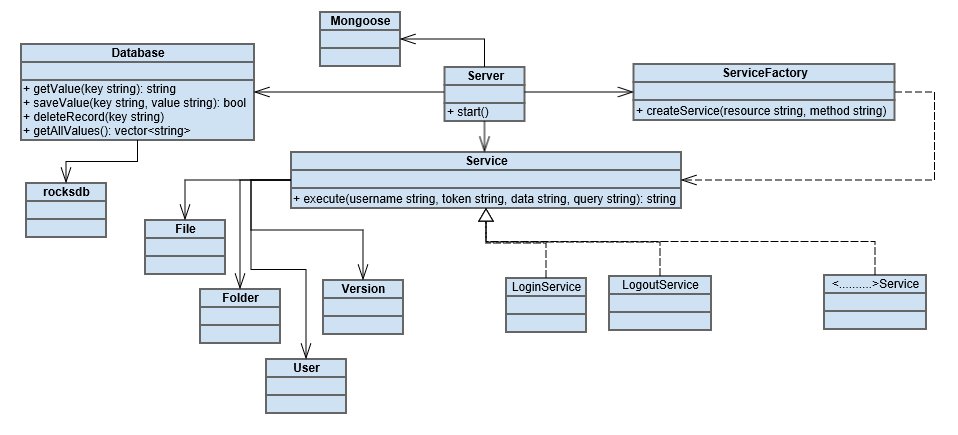 Mongoose
Database
+ getValue(key string): string
+ saveValue(key string, value string): bool
+ deleteRecord(key string)
+ getAllValues(): vector<string>
Server
+ start()
ServiceFactory
+ createService(resource string, method string)
Service
+ execute(username string, token string, data string, query string): string
rocksdb
File
Folder
Version
User
LoginService
LogoutService
<..........>Service